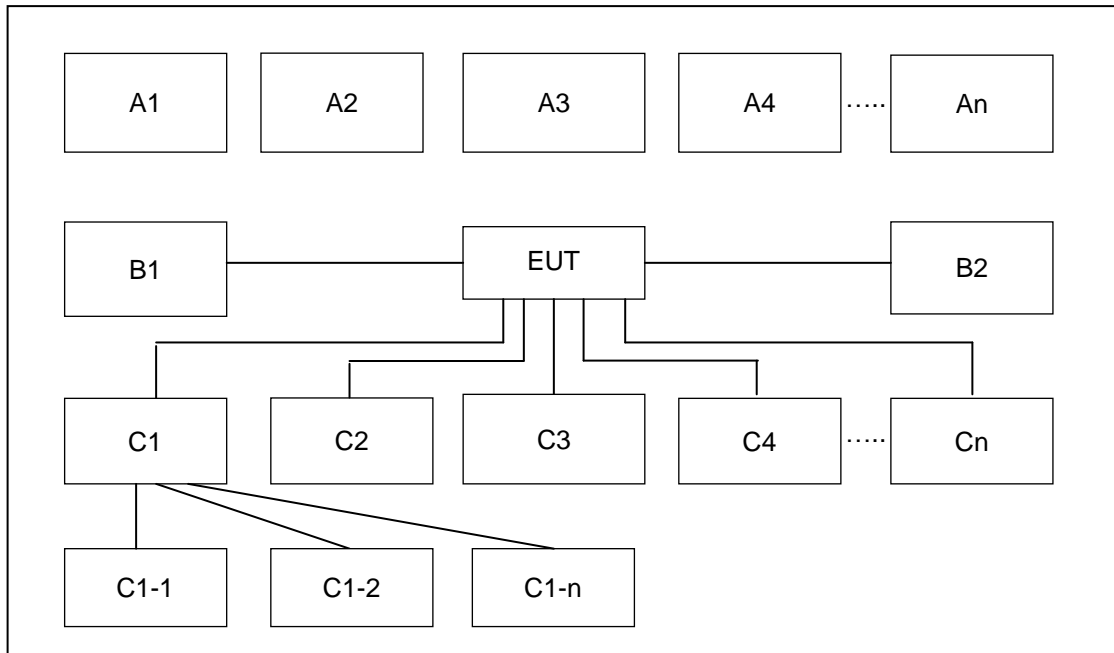 A1 A2 A3 A4 ..... An
B1 EUT B2
C1 C2 C3 C4 ..... Cn
C1-1 C1-2 C1-n